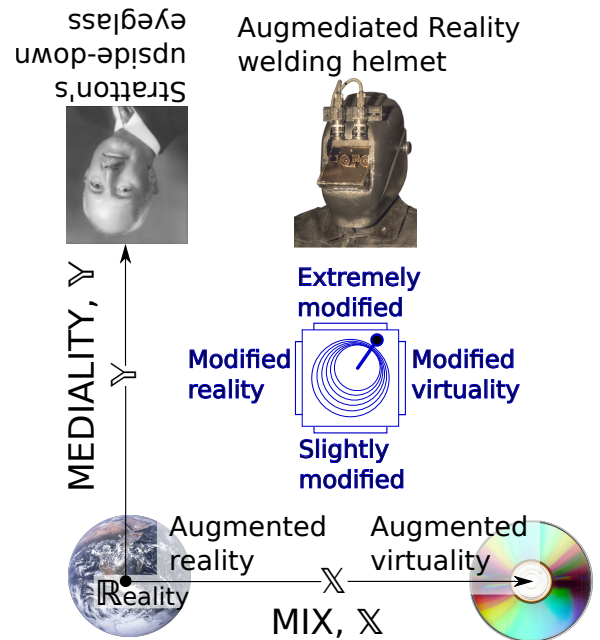 Stratton's
upside-down
eyeglass
Augmediated Reality
welding helmet
MEDIALITY, 𝕐
𝕐
Extremely
modified
Modified
reality
Modified
virtuality
Slightly
modified
Augmented
reality
Augmented
virtuality
ℝeality
𝕏
MIX, 𝕏